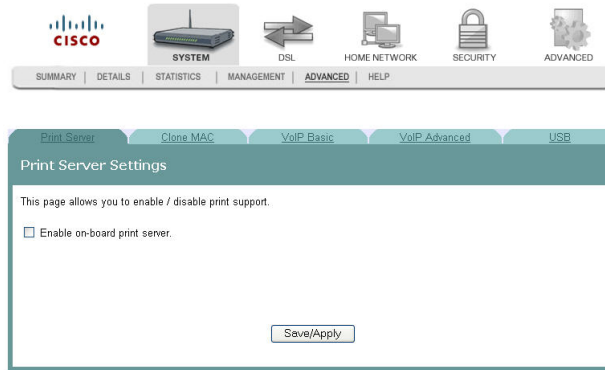 CISCO
SYSTEM DSL HOME NETWORK SECURITY ADVANCED
SUMMARY | DETAILS | STATISTICS | MANAGEMENT | ADVANCED | HELP
Print Server Clone MAC VoIP Basic VoIP Advanced USB
Print Server Settings
This page allows you to enable / disable print support.
Enable on-board print server.
Save/Apply